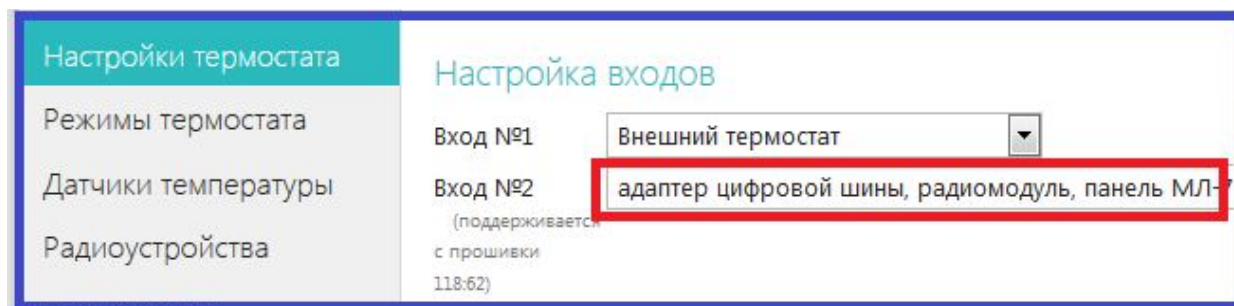 Настройки термостата
Режимы термостата
Датчики температуры
Радиоустройства
Настройка входов
Вход №1 Внешний термостат
Вход №2 адаптер цифровой шины, радиомодуль, панель МЛ-7
(поддерживается
с прошивки
118:62)